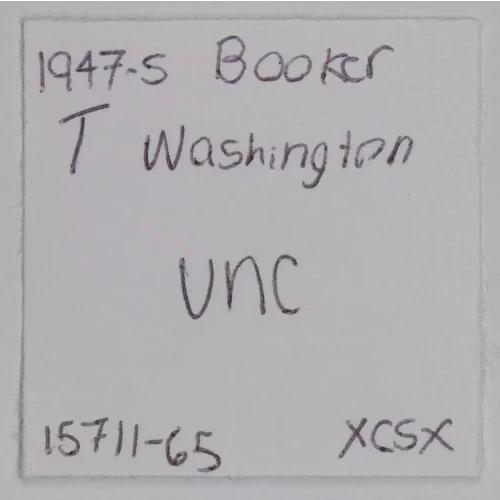 1947-S Booker
T Washington
UNC
15711-65 XCSX